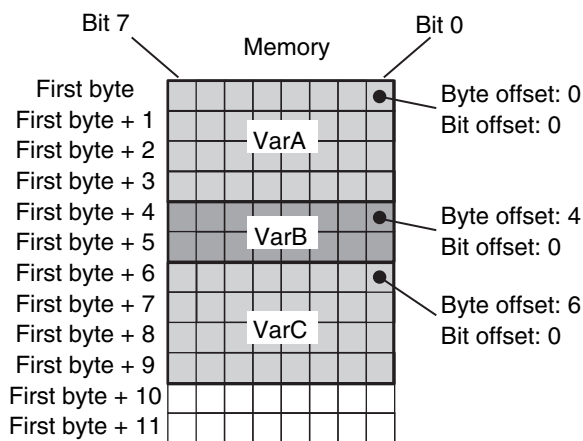 Bit 7
Bit 0
Memory
First byte
First byte + 1
First byte + 2
First byte + 3
First byte + 4
First byte + 5
First byte + 6
First byte + 7
First byte + 8
First byte + 9
First byte + 10
First byte + 11
VarA
VarB
VarC
Byte offset: 0
Bit offset: 0
Byte offset: 4
Bit offset: 0
Byte offset: 6
Bit offset: 0